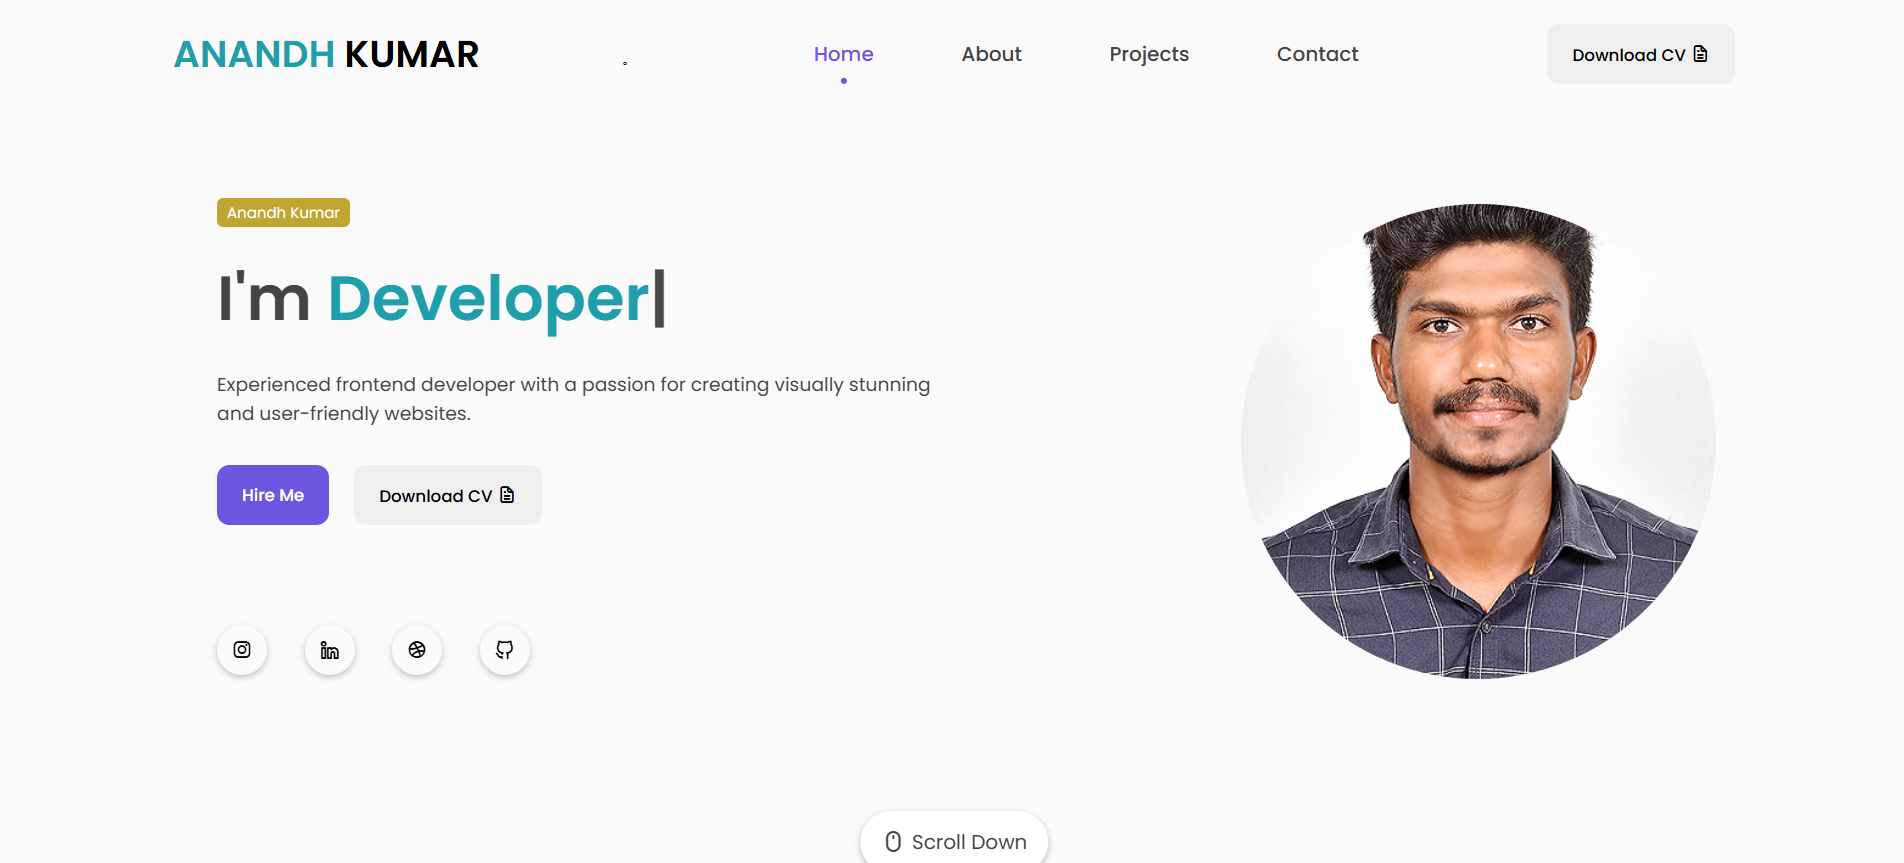 ANANDH KUMAR
Home
About
Projects
Contact
Download CV
Anandh Kumar
I'm Developer|
Experienced frontend developer with a passion for creating visually stunning
and user-friendly websites.
Hire Me
Download CV
Scroll Down